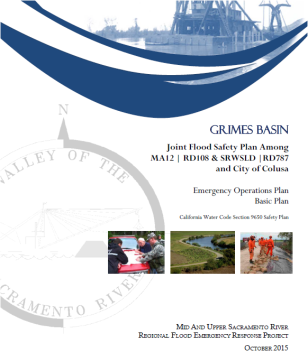 GRIMES BASIN
Joint Flood Safety Plan Among
MA12 | RD108 & SRWSLD |RD787
and City of Colusa
Emergency Operations Plan
Basic Plan
California Water Code Section 9650 Safety Plan
N
VALLEY OF THE
SACRAMENTO RIVER
MID AND UPPER SACRAMENTO RIVER
REGIONAL FLOOD EMERGENCY RESPONSE PROJECT
OCTOBER 2015